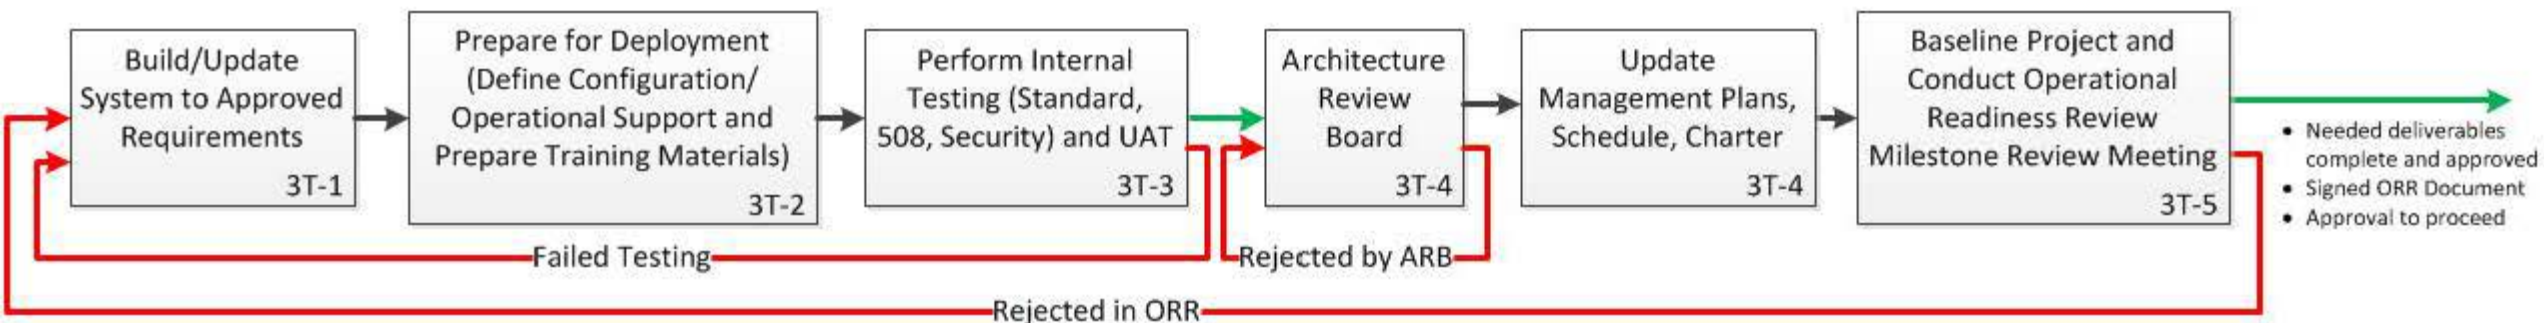 Build/Update
System to Approved
Requirements
3T-1
Prepare for Deployment
(Define Configuration/
Operational Support and
Prepare Training Materials)
3T-2
Perform Internal
Testing (Standard,
508, Security) and UAT
3T-3
Architecture
Review
Board
3T-4
Update
Management Plans,
Schedule, Charter
3T-4
Baseline Project and
Conduct Operational
Readiness Review
Milestone Review Meeting
3T-5
• Needed deliverables
complete and approved
• Signed ORR Document
• Approval to proceed
Failed Testing
Rejected by ARB
Rejected in ORR